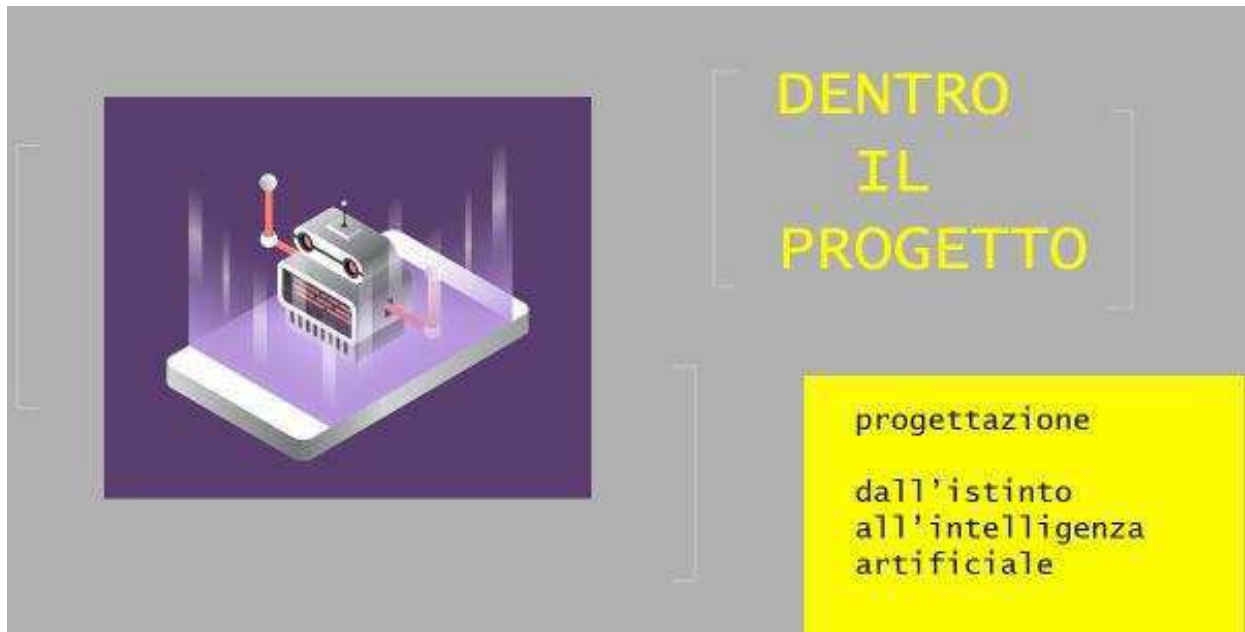 DENTRO
IL
PROGETTO
progettazione
dall’istinto
all’intelligenza
artificiale